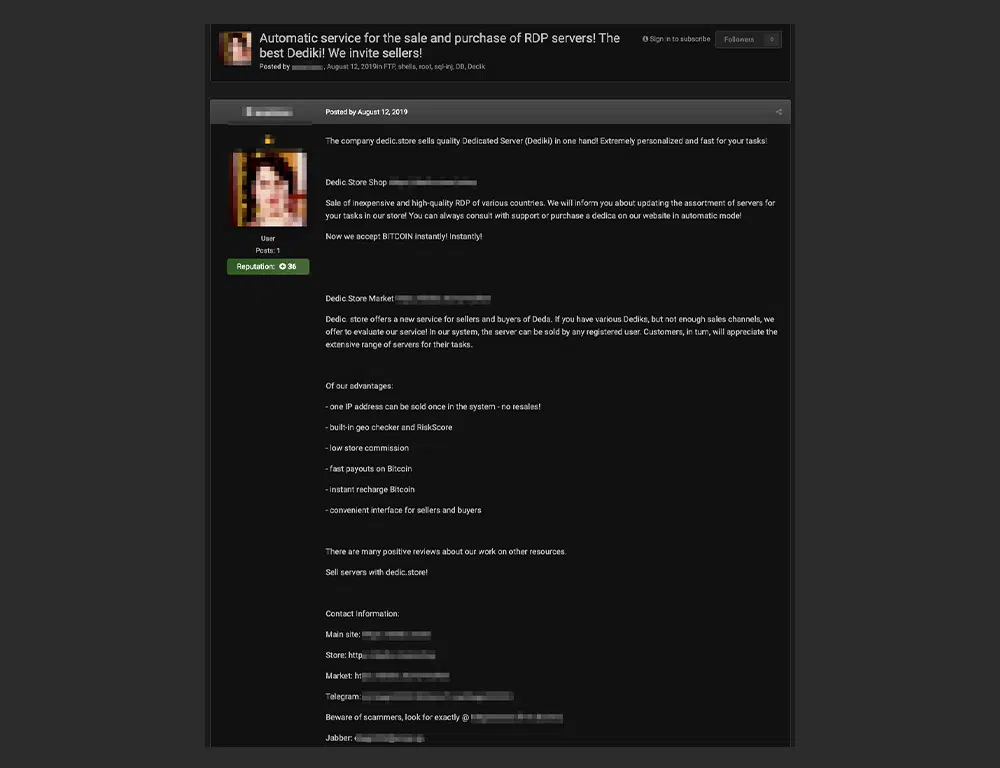 Automatic service for the sale and purchase of RDP servers! The
best Dediki! We invite sellers!
Sign in to subscribe
Followers 0
Posted by , August 12, 2019in FTP, shells, root, sql-inj, DB, Dedik
Posted by August 12, 2019
User
Posts: 1
Reputation: 36
The company dedic.store sells quality Dedicated Server (Dediki) in one hand! Extremely personalized and fast for your tasks!
Dedic.Store Shop
Sale of inexpensive and high-quality RDP of various countries. We will inform you about updating the assortment of servers for
your tasks in our store! You can always consult with support or purchase a dedica on our website in automatic mode!
Now we accept BITCOIN instantly! Instantly!
Dedic.Store Market
Dedic. store offers a new service for sellers and buyers of Deda. If you have various Dediks, but not enough sales channels, we
offer to evaluate our service! In our system, the server can be sold by any registered user. Customers, in turn, will appreciate the
extensive range of servers for their tasks.
Of our advantages:
- one IP address can be sold once in the system - no resales!
- built-in geo checker and RiskScore
- low store commission
- fast payouts on Bitcoin
- instant recharge Bitcoin
- convenient interface for sellers and buyers
There are many positive reviews about our work on other resources.
Sell servers with dedic.store!
Contact Information:
Main site:
Store: http
Market: ht
Telegram:
Beware of scammers, look for exactly @
Jabber: